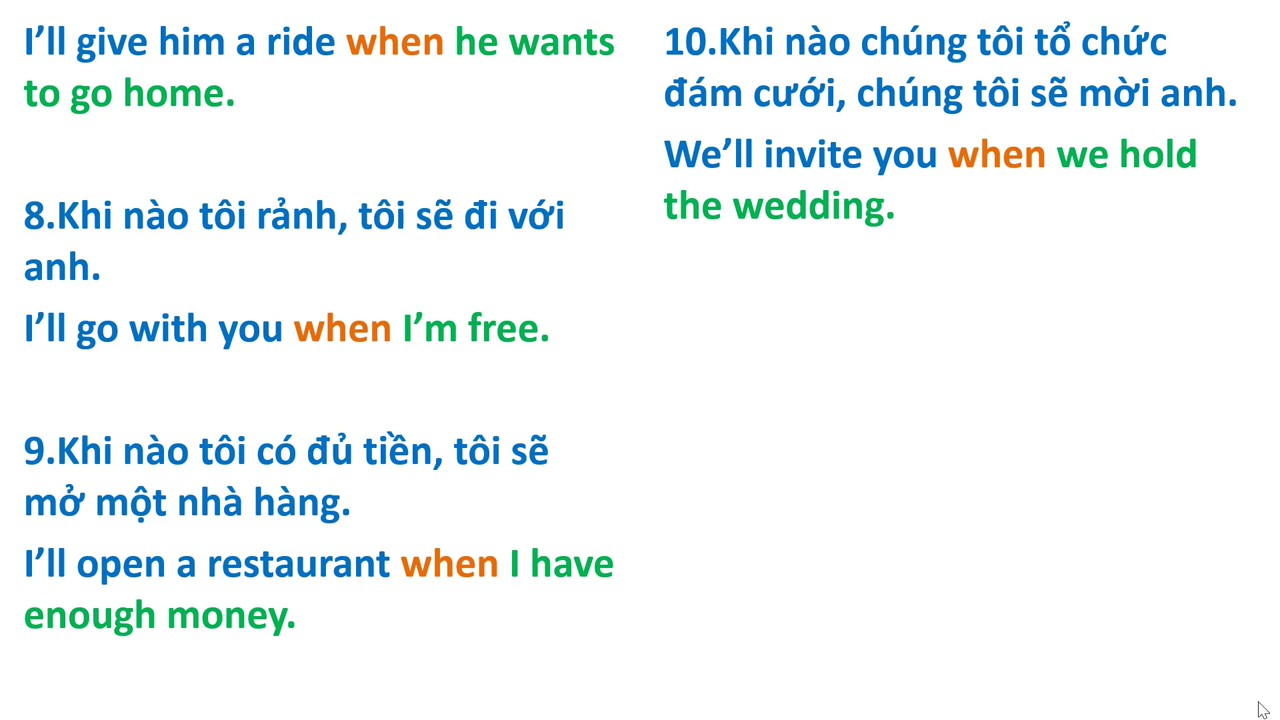 I’ll give him a ride when he wants
to go home.
8.Khi nào tôi rảnh, tôi sẽ đi với
anh.
I’ll go with you when I’m free.
9.Khi nào tôi có đủ tiền, tôi sẽ
mở một nhà hàng.
I’ll open a restaurant when I have
enough money.
10.Khi nào chúng tôi tổ chức
đám cưới, chúng tôi sẽ mời anh.
We’ll invite you when we hold
the wedding.